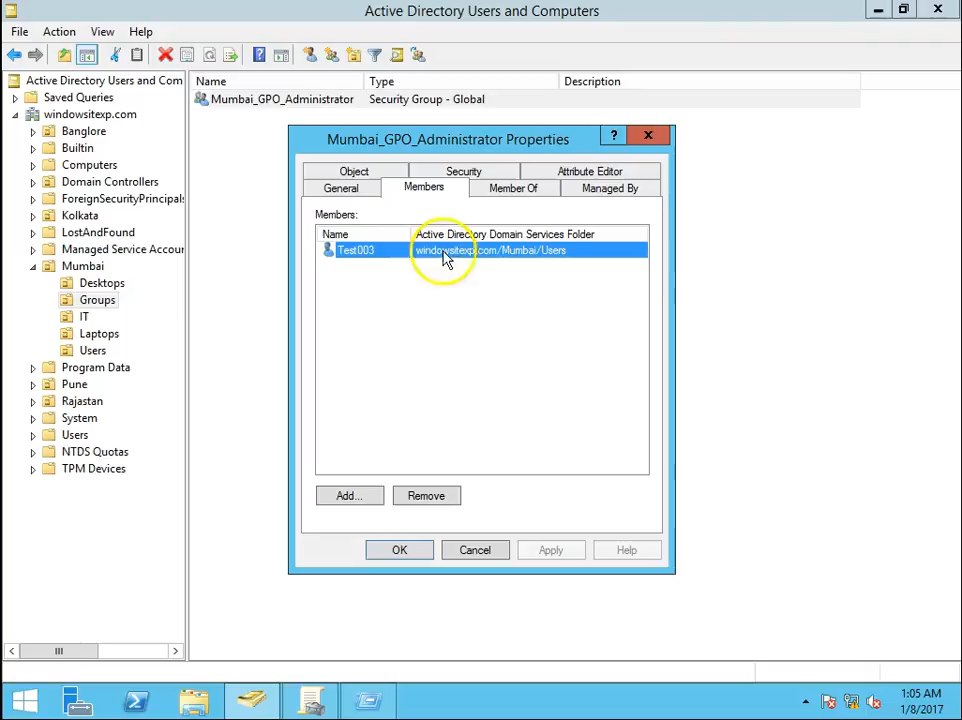 Active Directory Users and Computers
File Action View Help
Active Directory Users and Com
Name Type Description
Saved Queries
Mumbai_GPO_Administrator Security Group - Global
windowsitexp.com
Banglore
Builtin
Computers
Domain Controllers
ForeignSecurityPrincipals
Kolkata
LostAndFound
Managed Service Accour
Mumbai
Desktops
Groups
IT
Laptops
Users
Program Data
Pune
Rajastan
System
Users
NTDS Quotas
TPM Devices
Mumbai_GPO_Administrator Properties
Object Security Attribute Editor
General Members Member Of Managed By
Members:
Name Active Directory Domain Services Folder
Test003 windowsitexp.com/Mumbai/Users
Add... Remove
OK Cancel Apply Help
1:05 AM
1/8/2017